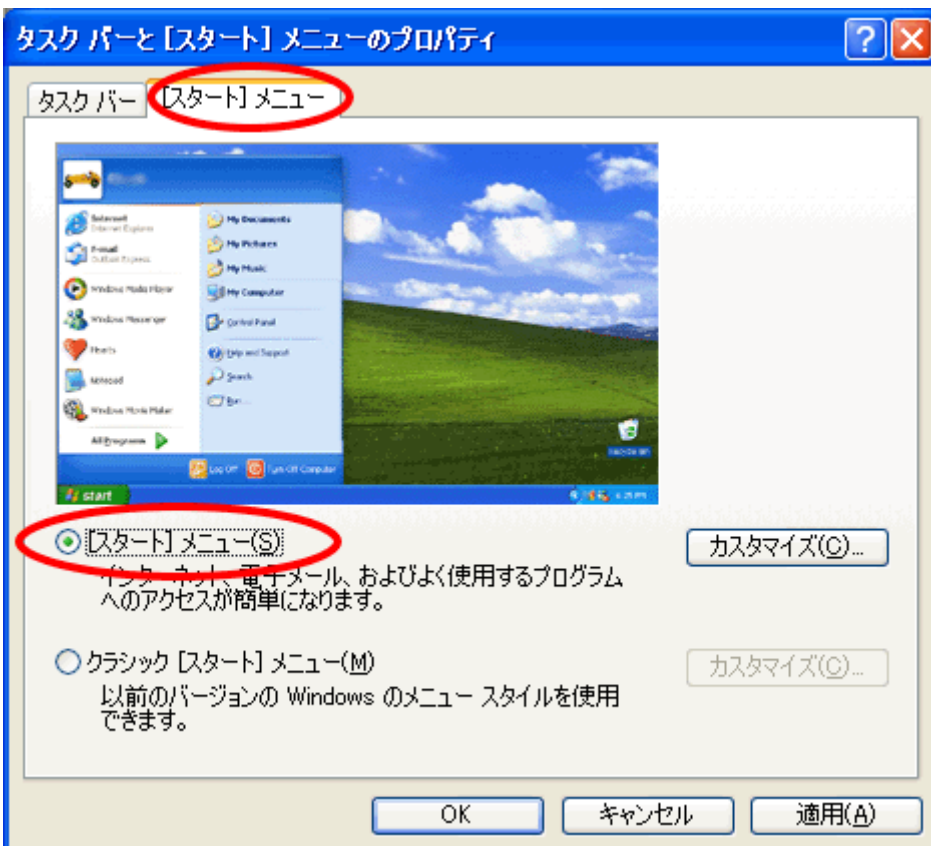 タスク バーと [スタート] メニューのプロパティ
タスク バー
[スタート] メニュー
Internet
Internet Explorer
E-mail
Outlook Express
Windows Media Player
Windows Messenger
Hearts
Notepad
Windows Movie Maker
All Programs
My Documents
My Pictures
My Music
My Computer
Control Panel
Help and Support
Search
Run...
Log Off
Turn Off Computer
Recycle Bin
start
[スタート] メニュー(S)
カスタマイズ(C)...
インターネット、電子メール、およびよく使用するプログラム
へのアクセスが簡単になります。
クラシック [スタート] メニュー(M)
カスタマイズ(C)...
以前のバージョンの Windows のメニュー スタイルを使用
できます。
OK
キャンセル
適用(A)